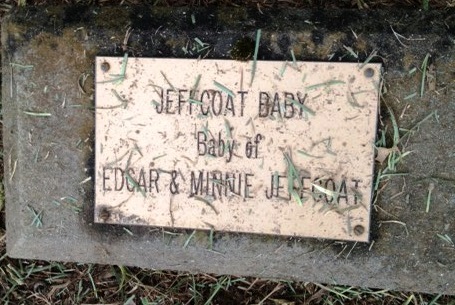 JEFFCOAT BABY
Baby of
EDGAR & MINNIE JEFFCOAT